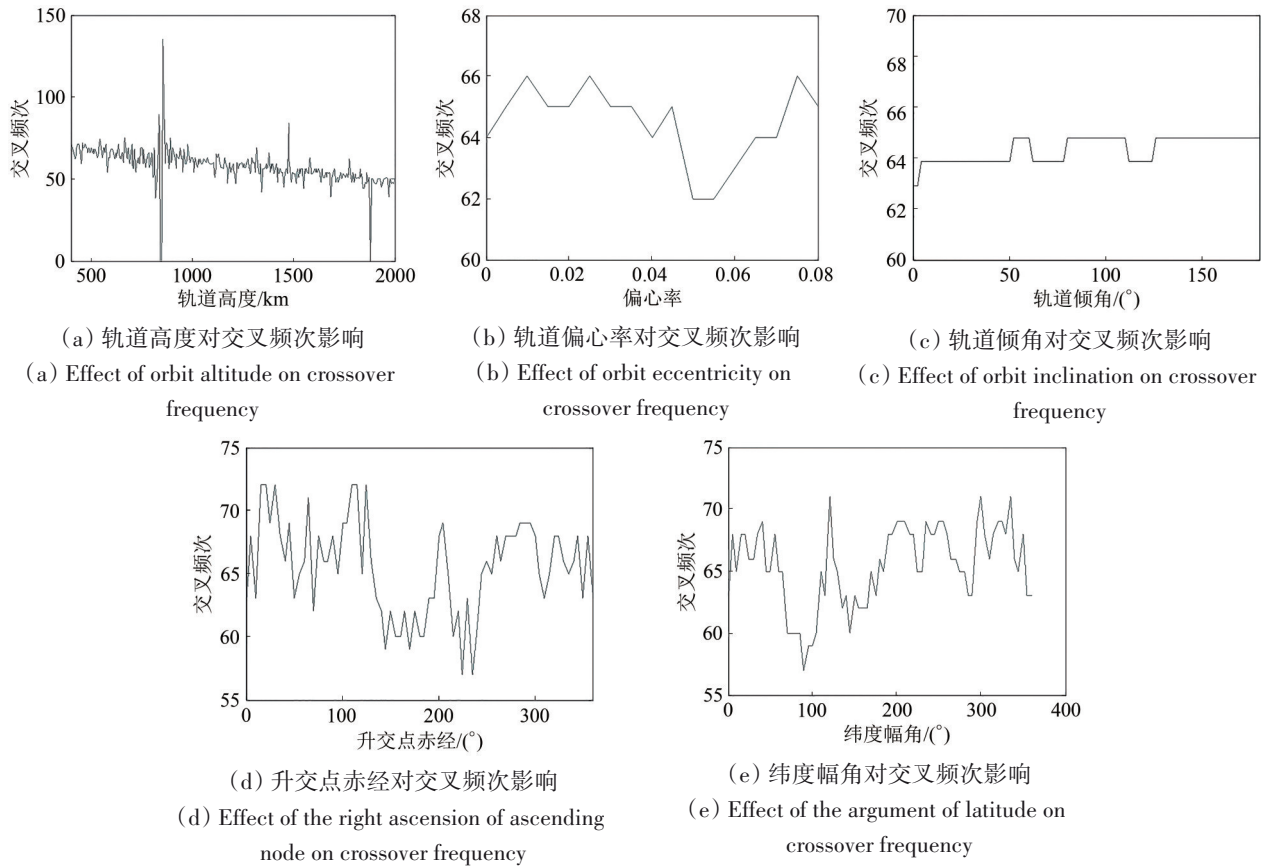 150
100
50
0
交叉频次
500
1000
1500
2000
轨道高度/km
(a) 轨道高度对交叉频次影响
(a) Effect of orbit altitude on crossover
frequency
68
66
64
62
60
交叉频次
0
0.02
0.04
0.06
0.08
偏心率
(b) 轨道偏心率对交叉频次影响
(b) Effect of orbit eccentricity on
crossover frequency
70
68
66
64
62
60
交叉频次
0
50
100
150
轨道倾角/(°)
(c) 轨道倾角对交叉频次影响
(c) Effect of orbit inclination on crossover
frequency
75
70
65
60
55
交叉频次
0
100
200
300
升交点赤经/(°)
(d) 升交点赤经对交叉频次影响
(d) Effect of the right ascension of ascending
node on crossover frequency
75
70
65
60
55
交叉频次
0
100
200
300
400
纬度幅角/(°)
(e) 纬度幅角对交叉频次影响
(e) Effect of the argument of latitude on
crossover frequency